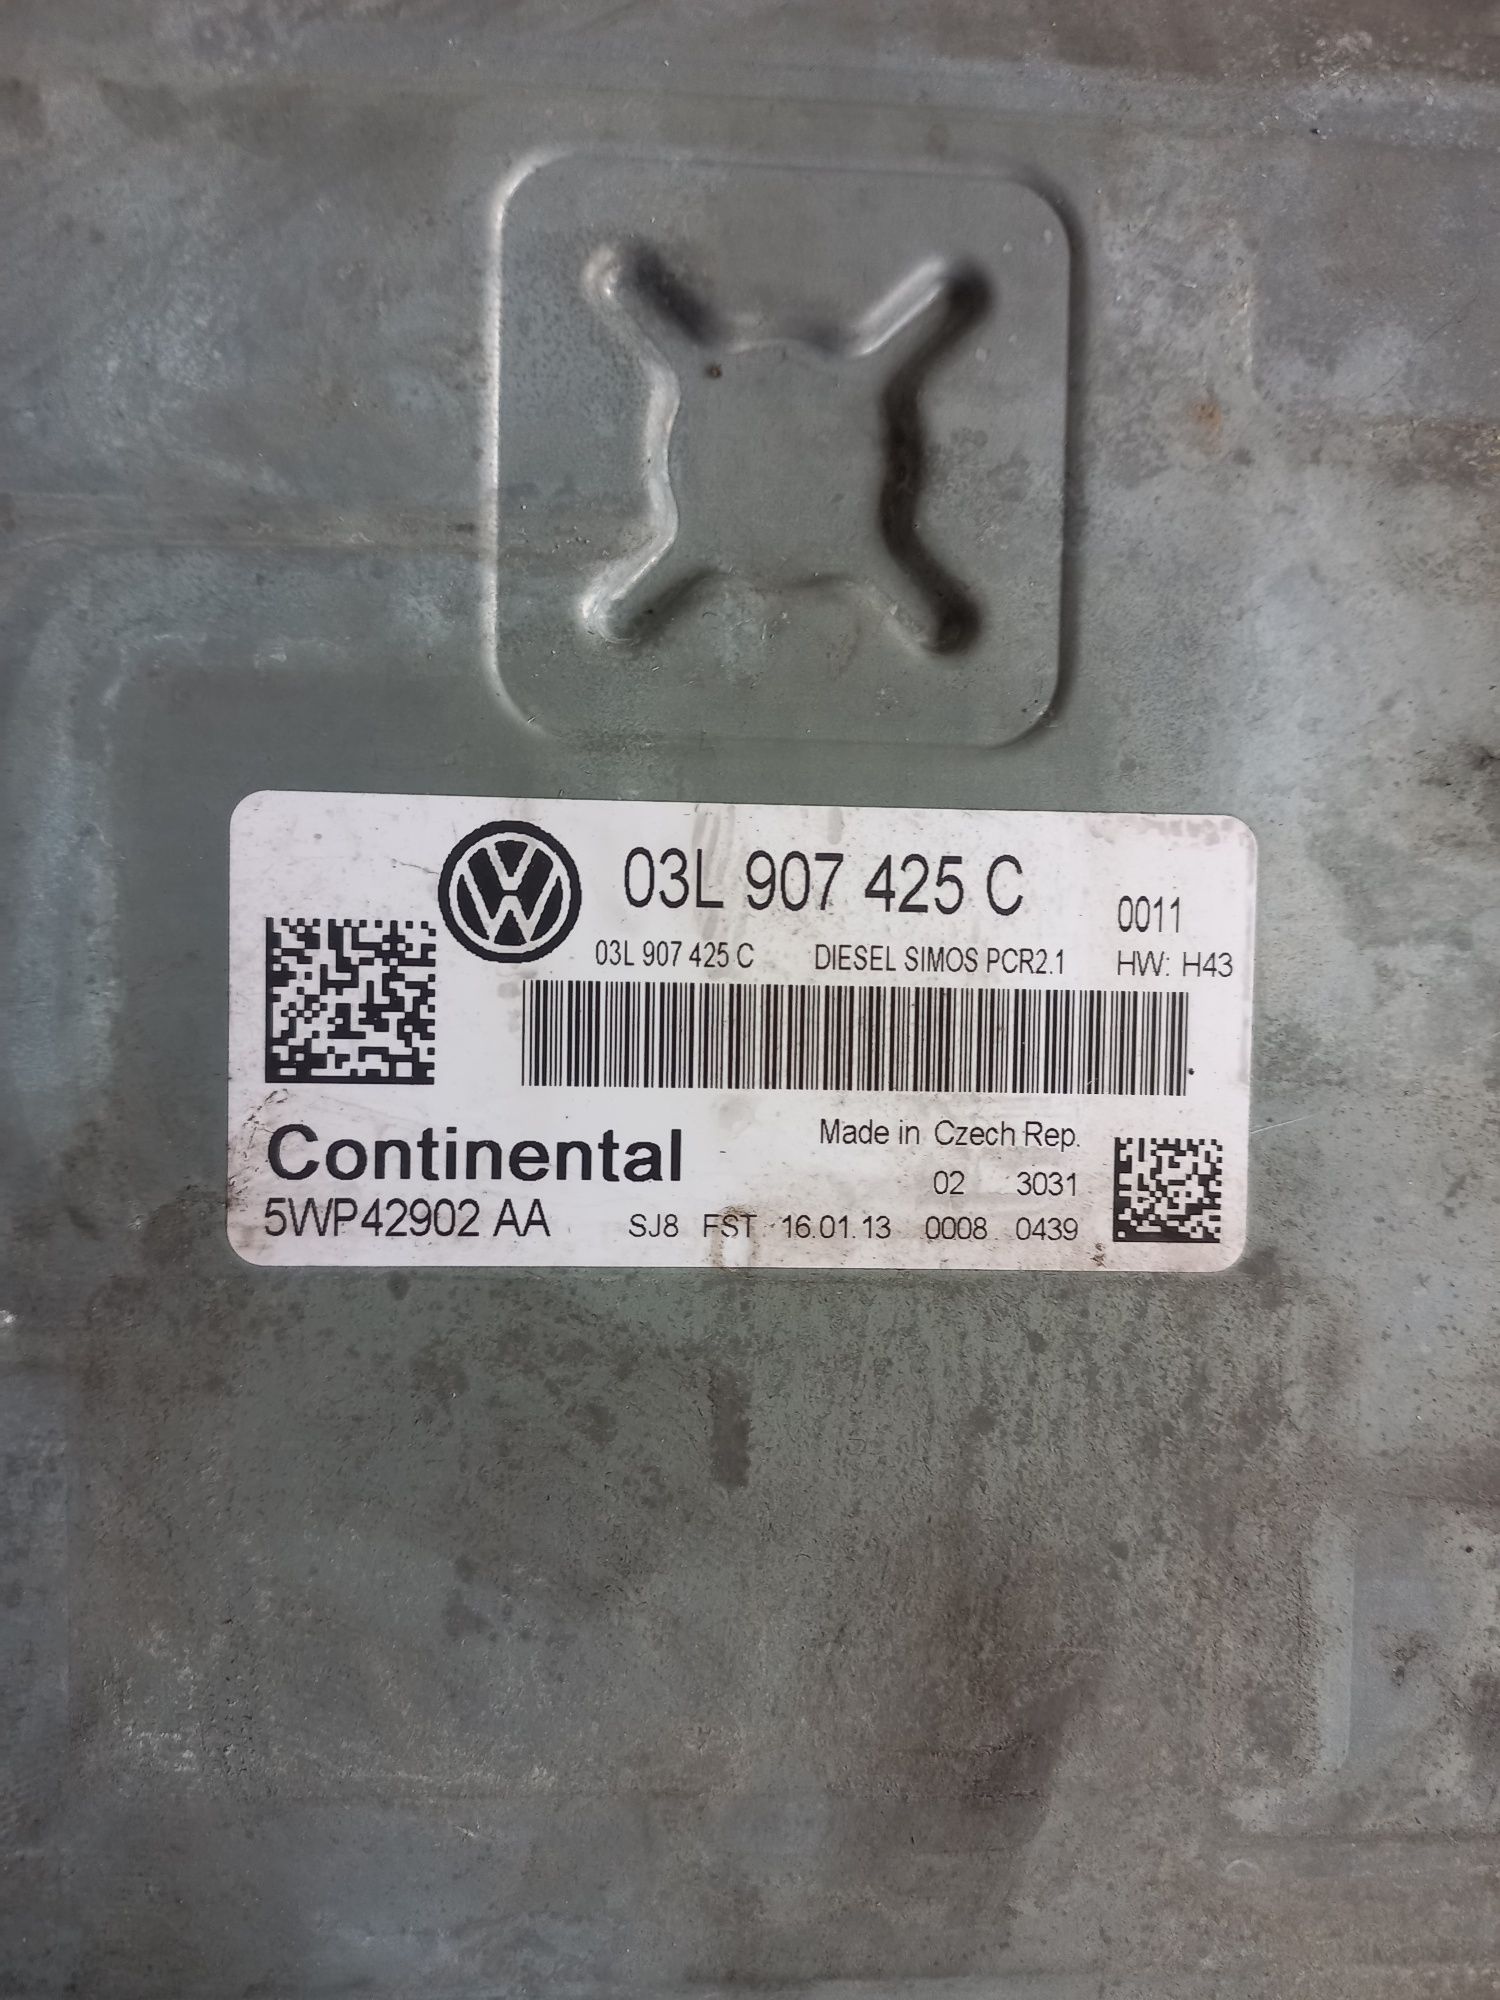 03L 907 425 C
0011
03L 907 425 C DIESEL SIMOS PCR2.1 HW: H43
Continental
Made in Czech Rep.
02 3031
5WP42902 AA SJ8 FST 16.01.13 0008 0439